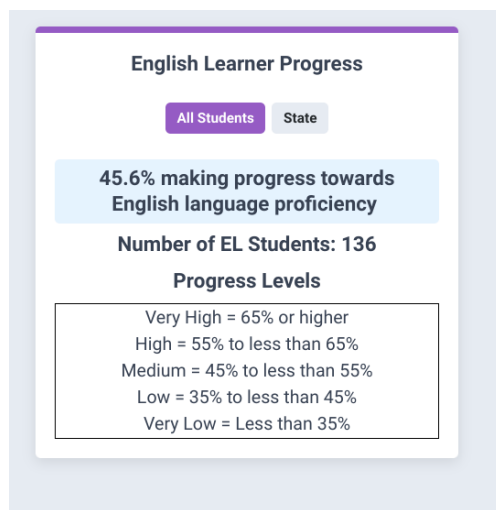 English Learner Progress
All Students State
45.6% making progress towards
English language proficiency
Number of EL Students: 136
Progress Levels
Very High = 65% or higher
High = 55% to less than 65%
Medium = 45% to less than 55%
Low = 35% to less than 45%
Very Low = Less than 35%